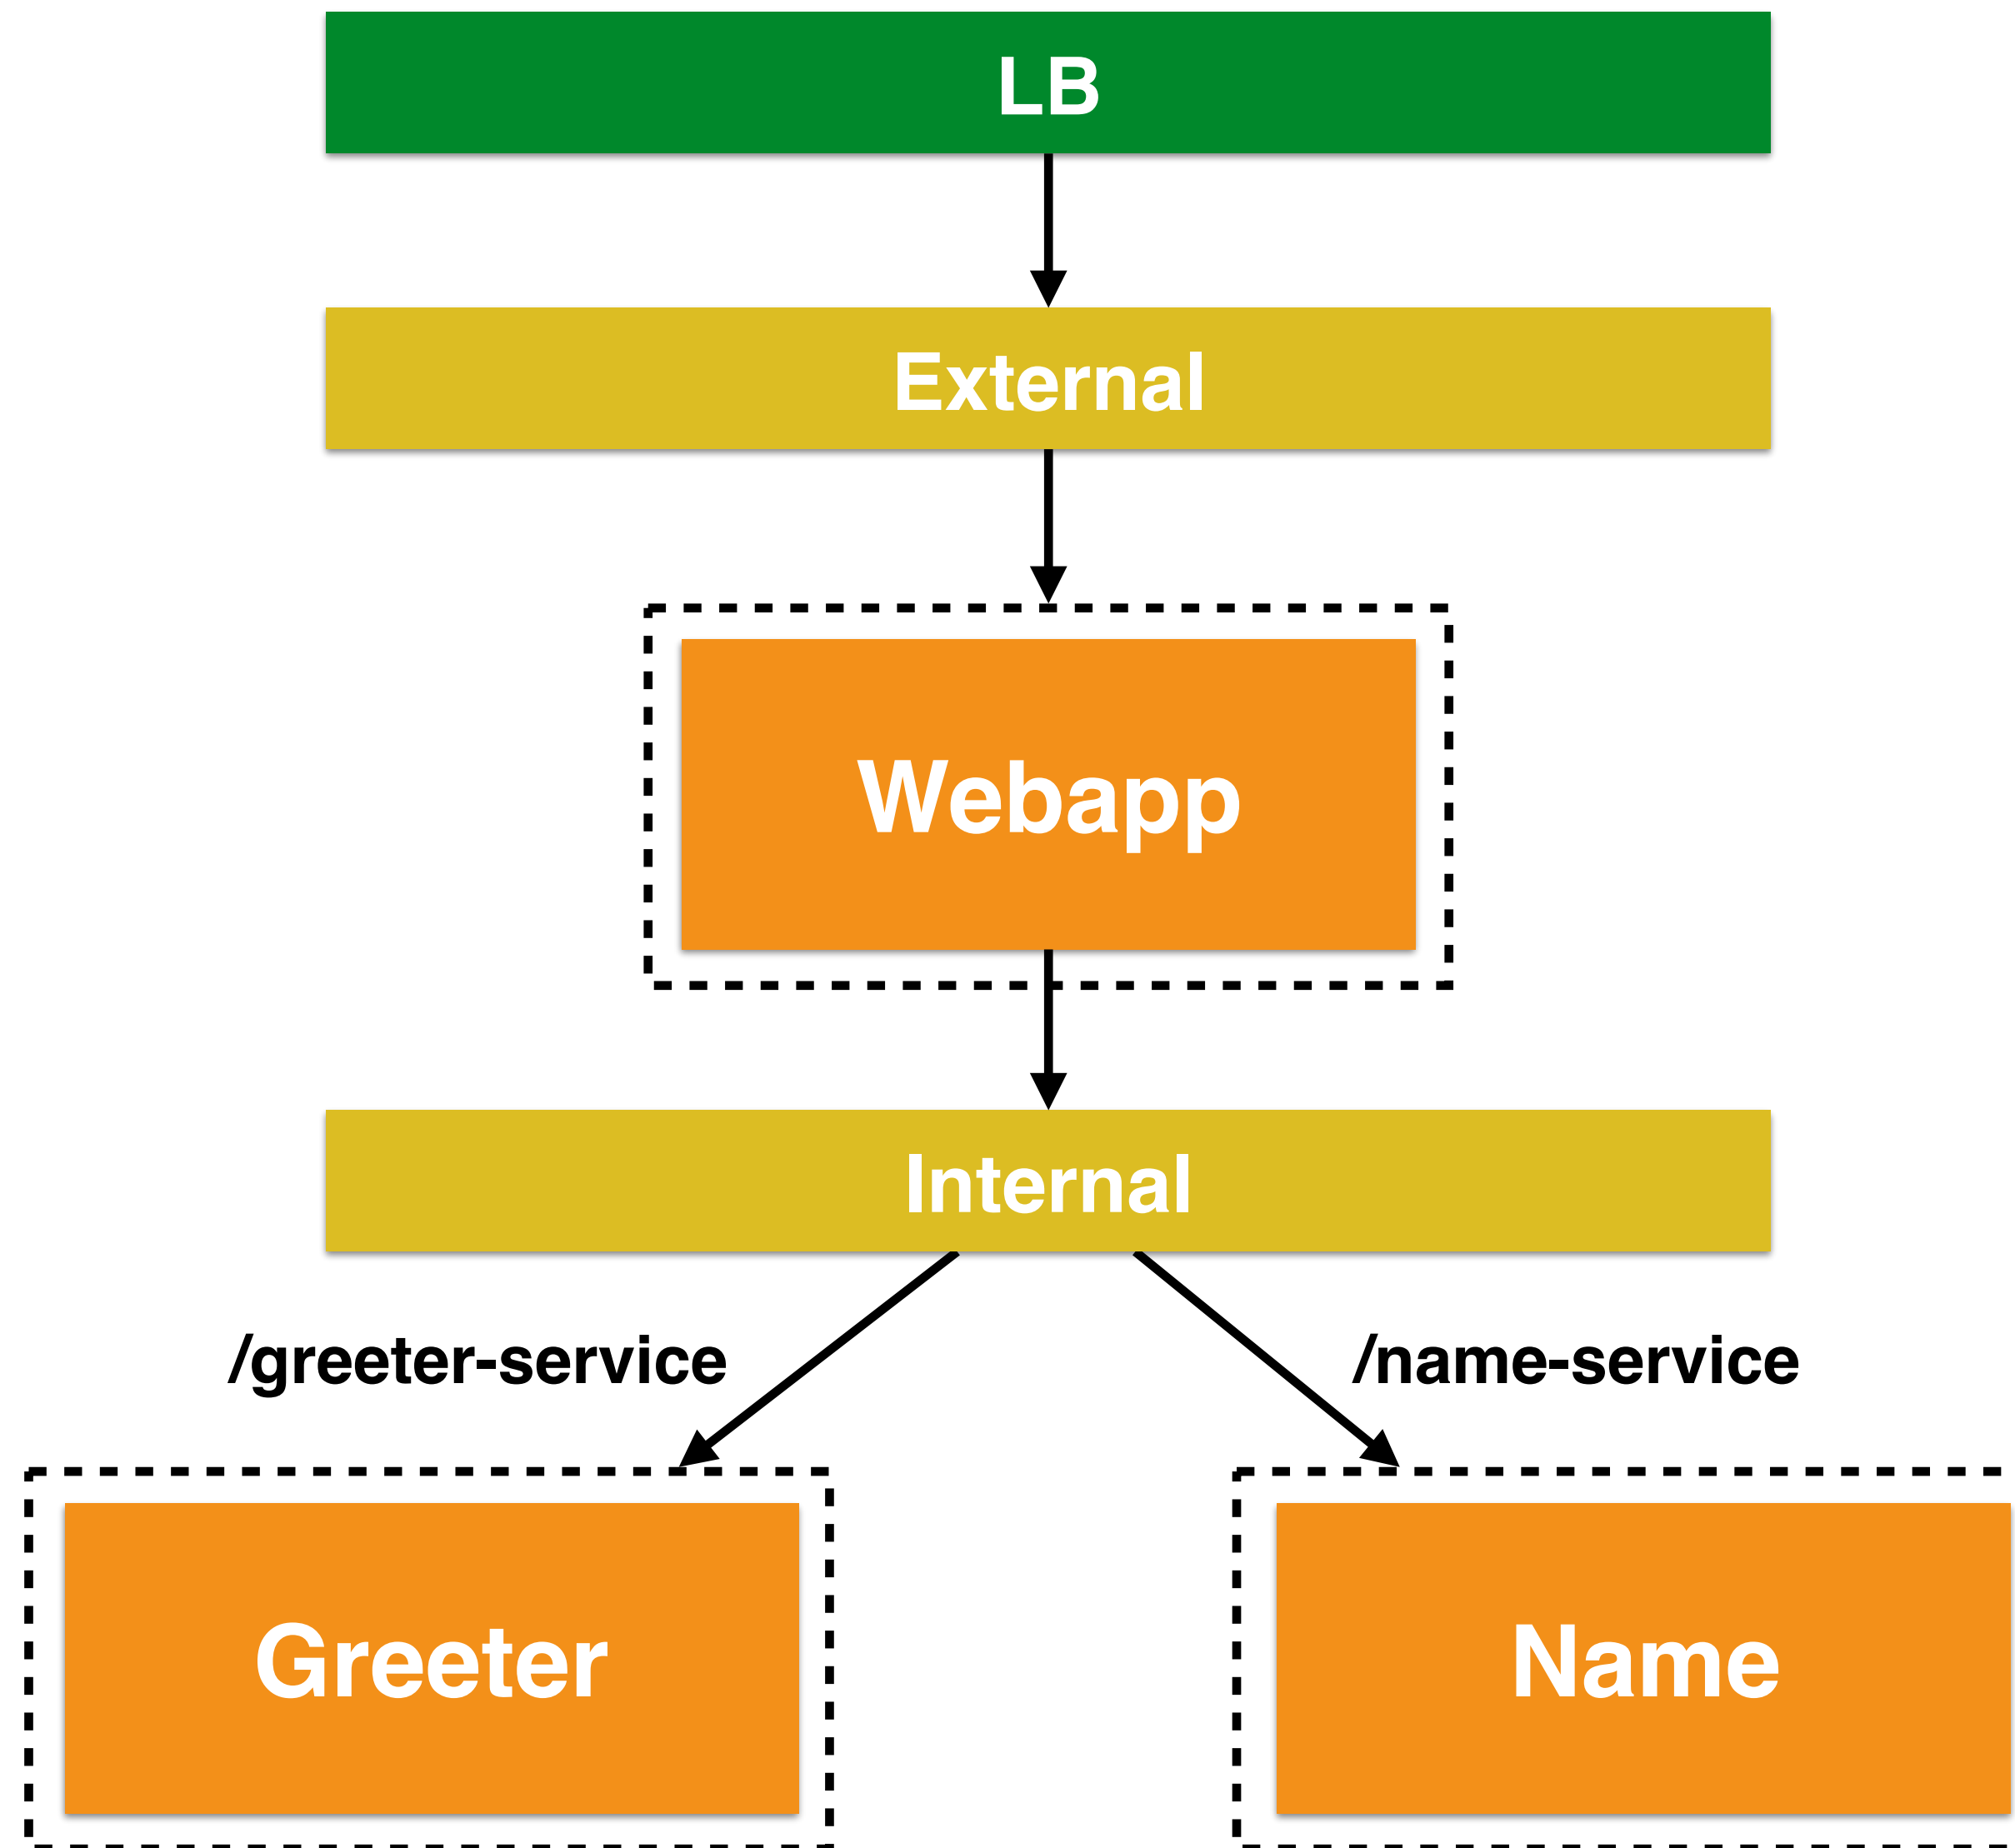 LB
External
Webapp
Internal
/greeter-service
/name-service
Greeter
Name